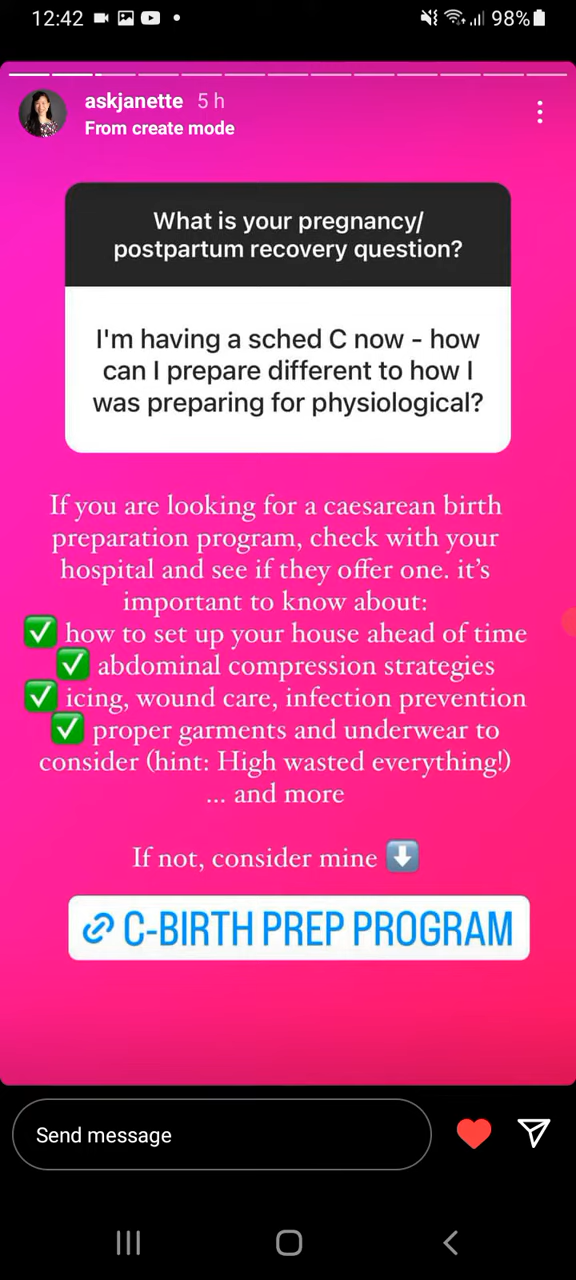 12:42 98%
askjanette 5 h
From create mode
What is your pregnancy/
postpartum recovery question?
I'm having a sched C now - how
can I prepare different to how I
was preparing for physiological?
If you are looking for a caesarean birth
preparation program, check with your
hospital and see if they offer one. it's
important to know about:
✅ how to set up your house ahead of time
✅ abdominal compression strategies
✅ icing, wound care, infection prevention
✅ proper garments and underwear to
consider (hint: High wasted everything!)
... and more
If not, consider mine ⬇️
C-BIRTH PREP PROGRAM
Send message